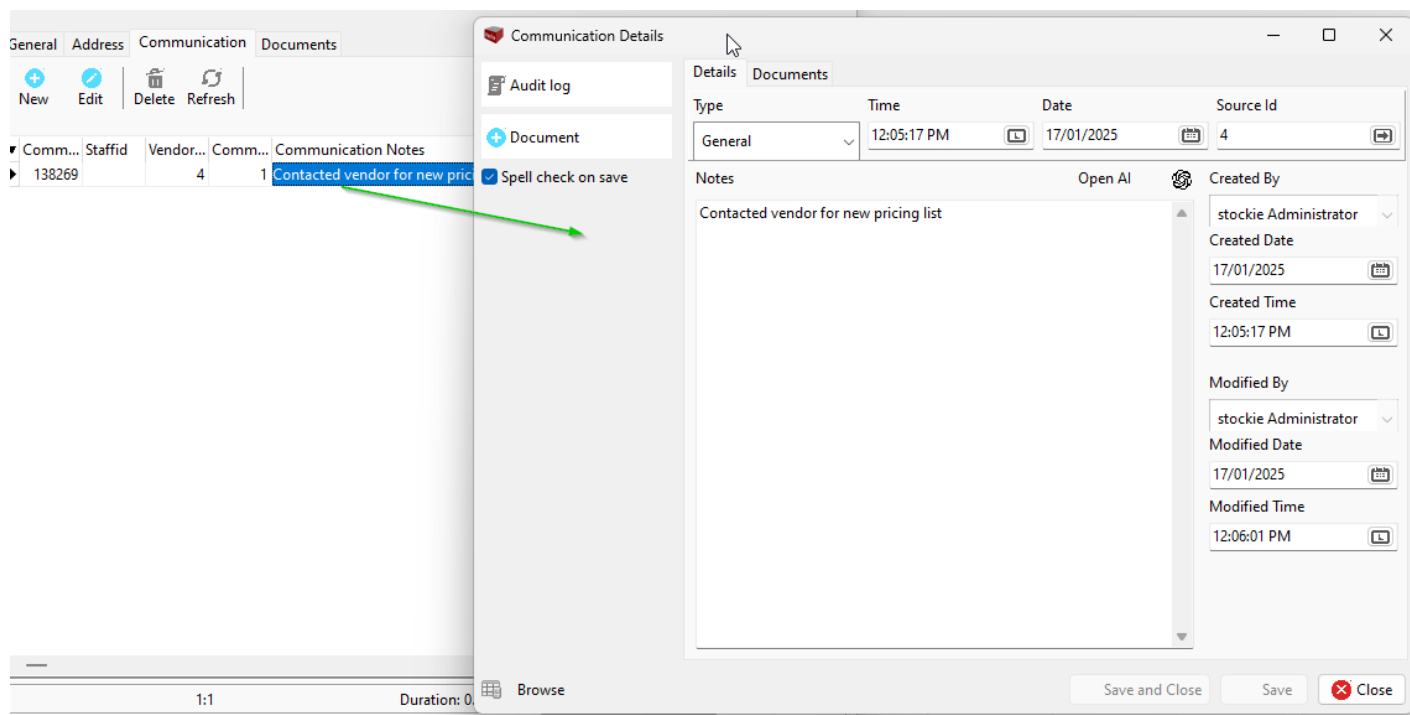 General Address Communication Documents
New Edit Delete Refresh
Comm... Staffid Vendor... Comm... Communication Notes
138269 4 1 Contacted vendor for new prici
1:1 Duration: 0.
Communication Details
Audit log
Document
Spell check on save
Details Documents
Type Time Date Source Id
General 12:05:17 PM 17/01/2025 4
Notes Open AI
Contacted vendor for new pricing list
Created By
stockie Administrator
Created Date
17/01/2025
Created Time
12:05:17 PM
Modified By
stockie Administrator
Modified Date
17/01/2025
Modified Time
12:06:01 PM
Browse Save and Close Save Close